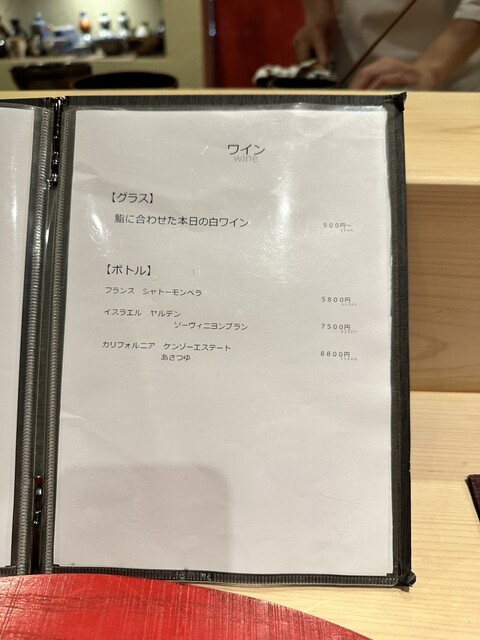 ワイン
wine
【グラス】
鮨に合わせた本日の白ワイン 900円~
【ボトル】
フランス シャトーモンペラ 5800円
イスラエル ヤルデン
ソーヴィニヨンブラン 7500円
カリフォルニア ケンゾーエステート 8800円
あさつゆ